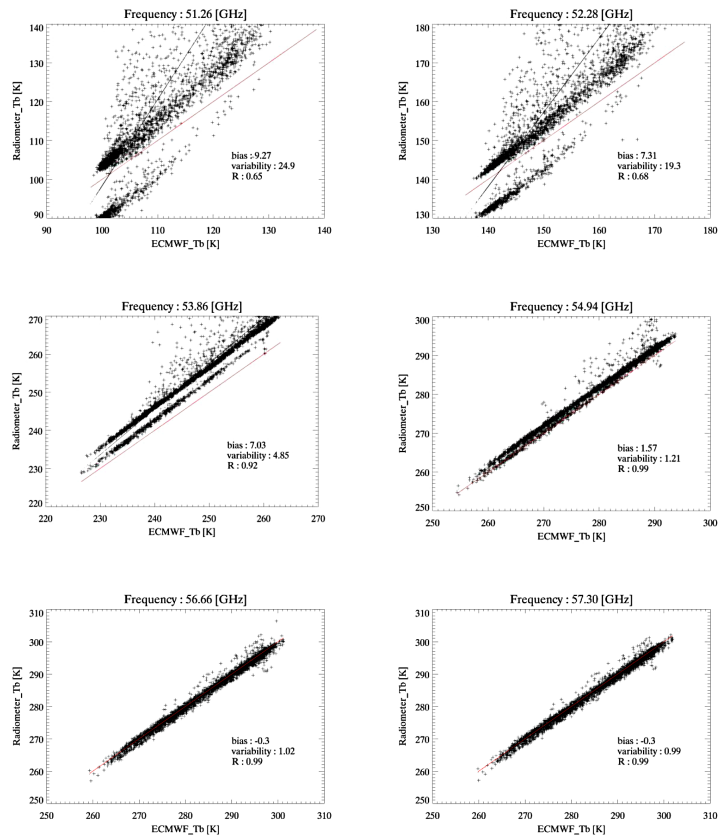 Frequency : 51.26 [GHz]
140
130
120
110
100
90
Radiometer_Tb [K]
bias : 9.27
variability : 24.9
R : 0.65
90 100 110 120 130 140
ECMWF_Tb [K]
Frequency : 52.28 [GHz]
180
170
160
150
140
130
Radiometer_Tb [K]
bias : 7.31
variability : 19.3
R : 0.68
130 140 150 160 170 180
ECMWF_Tb [K]
Frequency : 53.86 [GHz]
270
260
250
240
230
220
Radiometer_Tb [K]
bias : 7.03
variability : 4.85
R : 0.92
220 230 240 250 260 270
ECMWF_Tb [K]
Frequency : 54.94 [GHz]
300
290
280
270
260
250
Radiometer_Tb [K]
bias : 1.57
variability : 1.21
R : 0.99
250 260 270 280 290 300
ECMWF_Tb [K]
Frequency : 56.66 [GHz]
310
300
290
280
270
260
250
Radiometer_Tb [K]
bias : -0.3
variability : 1.02
R : 0.99
250 260 270 280 290 300 310
ECMWF_Tb [K]
Frequency : 57.30 [GHz]
310
300
290
280
270
260
250
Radiometer_Tb [K]
bias : -0.3
variability : 0.99
R : 0.99
250 260 270 280 290 300 310
ECMWF_Tb [K]